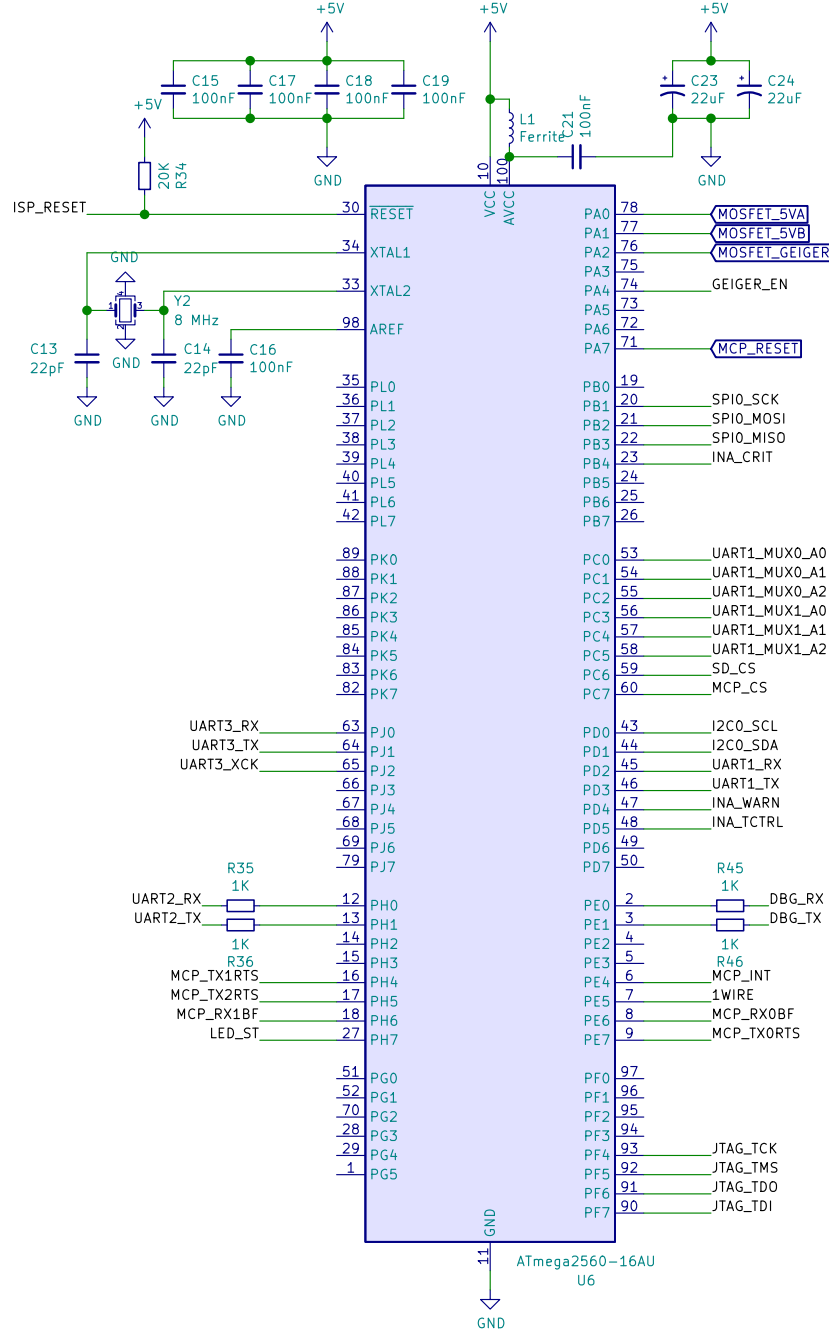 +5V +5V +5V
C15 100nF
C17 100nF
C18 100nF
C19 100nF
C23 22uF
C24 22uF
+5V
20K R34
L1
Ferrite
C21 100nF
GND
GND
10 VCC
100 AVCC
ISP_RESET 30 RESET
34 XTAL1
33 XTAL2
98 AREF
GND
1 2 3 4
Y2
8 MHz
GND
C13 22pF
C14 22pF
C16 100nF
GND GND GND
35 PL0
36 PL1
37 PL2
38 PL3
39 PL4
40 PL5
41 PL6
42 PL7
89 PK0
88 PK1
87 PK2
86 PK3
85 PK4
84 PK5
83 PK6
82 PK7
UART3_RX 63 PJ0
UART3_TX 64 PJ1
UART3_XCK 65 PJ2
66 PJ3
67 PJ4
68 PJ5
69 PJ6
79 PJ7
R35
1K
UART2_RX 12 PH0
UART2_TX 13 PH1
1K
R36
14 PH2
15 PH3
MCP_TX1RTS 16 PH4
MCP_TX2RTS 17 PH5
MCP_RX1BF 18 PH6
LED_ST 27 PH7
51 PG0
52 PG1
70 PG2
28 PG3
29 PG4
1 PG5
PA0 78 MOSFET_5VA
PA1 77 MOSFET_5VB
PA2 76 MOSFET_GEIGER
PA3 75
PA4 74 GEIGER_EN
PA5 73
PA6 72
PA7 71 MCP_RESET
PB0 19
PB1 20 SPI0_SCK
PB2 21 SPI0_MOSI
PB3 22 SPI0_MISO
PB4 23 INA_CRIT
PB5 24
PB6 25
PB7 26
PC0 53 UART1_MUX0_A0
PC1 54 UART1_MUX0_A1
PC2 55 UART1_MUX0_A2
PC3 56 UART1_MUX1_A0
PC4 57 UART1_MUX1_A1
PC5 58 UART1_MUX1_A2
PC6 59 SD_CS
PC7 60 MCP_CS
PD0 43 I2C0_SCL
PD1 44 I2C0_SDA
PD2 45 UART1_RX
PD3 46 UART1_TX
PD4 47 INA_WARN
PD5 48 INA_TCTRL
PD6 49
PD7 50
R45
1K
PE0 2 DBG_RX
PE1 3 DBG_TX
1K
R46
PE2 4
PE3 5
PE4 6 MCP_INT
PE5 7 1WIRE
PE6 8 MCP_RX0BF
PE7 9 MCP_TX0RTS
PF0 97
PF1 96
PF2 95
PF3 94
PF4 93 JTAG_TCK
PF5 92 JTAG_TMS
PF6 91 JTAG_TDO
PF7 90 JTAG_TDI
GND 11
ATmega2560-16AU
U6
GND